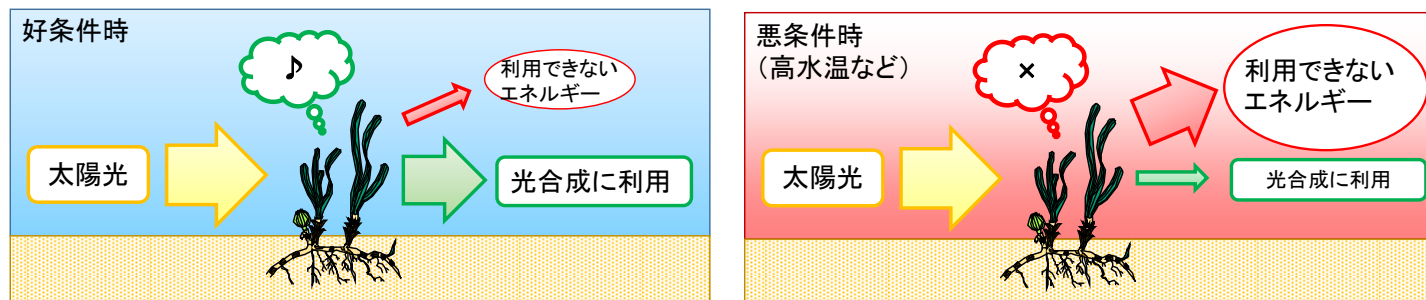 好条件時
♪
利用できない
エネルギー
太陽光
光合成に利用
悪条件時
（高水温など）
×
利用できない
エネルギー
太陽光
光合成に利用